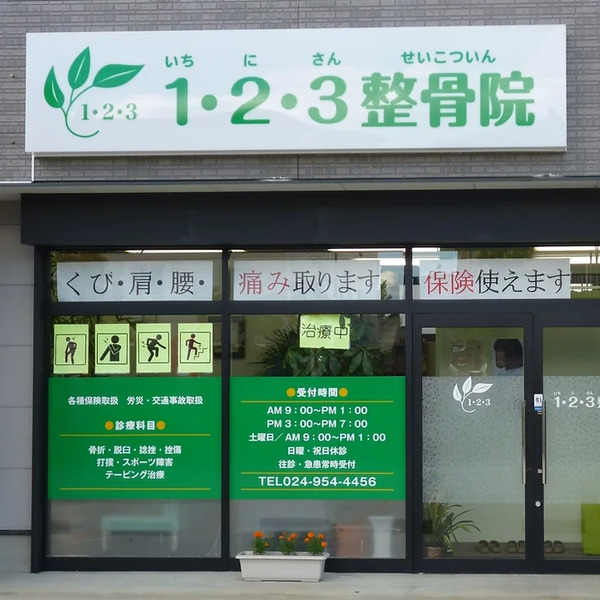 いち に さん せいこついん
1・2・3 1・2・3 整骨院
くび・肩・腰・ 痛み取ります 保険使えます
治療中
各種保険取扱 労災・交通事故取扱
●診療科目●
骨折・脱臼・捻挫・挫傷
打撲・スポーツ障害
テーピング治療
●受付時間●
AM 9:00〜PM 1:00
PM 3:00〜PM 7:00
土曜日/AM 9:00〜PM 1:00
日曜・祝日休診
往診・急患常時受付
TEL024-954-4456
1・2・3
1・2・3